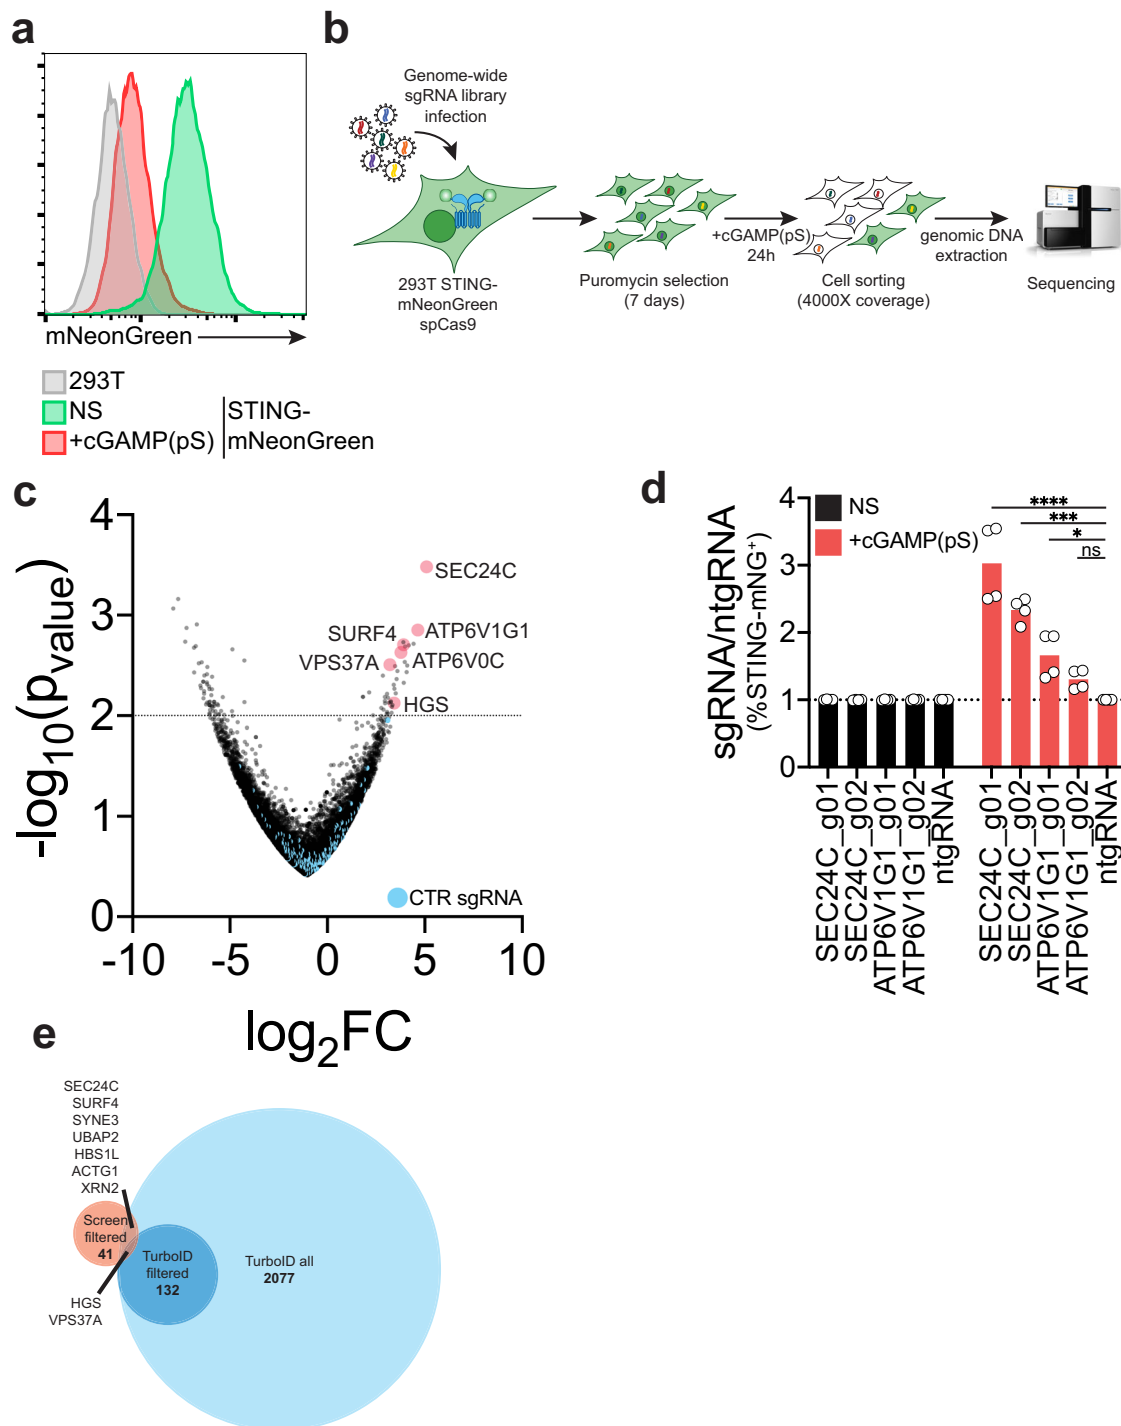 a
mNeonGreen
293T
NS
+cGAMP(pS)
STING-
mNeonGreen
b
Genome-wide
sgRNA library
infection
293T STING-
mNeonGreen
spCas9
Puromycin selection
(7 days)
+cGAMP(pS)
24h
Cell sorting
(4000X coverage)
genomic DNA
extraction
Sequencing
c
-log10(pvalue)
4
3
2
1
0
-10
-5
0
5
10
log2FC
SEC24C
ATP6V1G1
SURF4
ATP6V0C
VPS37A
HGS
CTR sgRNA
d
sgRNA/ntgRNA
(%STING-mNG+)
4
3
2
1
0
NS
+cGAMP(pS)
****
***
*
ns
SEC24C_g01
SEC24C_g02
ATP6V1G1_g01
ATP6V1G1_g02
ntgRNA
SEC24C_g01
SEC24C_g02
ATP6V1G1_g01
ATP6V1G1_g02
ntgRNA
e
SEC24C
SURF4
SYNE3
UBAP2
HBS1L
ACTG1
XRN2
Screen
filtered
41
TurboID
filtered
132
TurboID all
2077
HGS
VPS37A